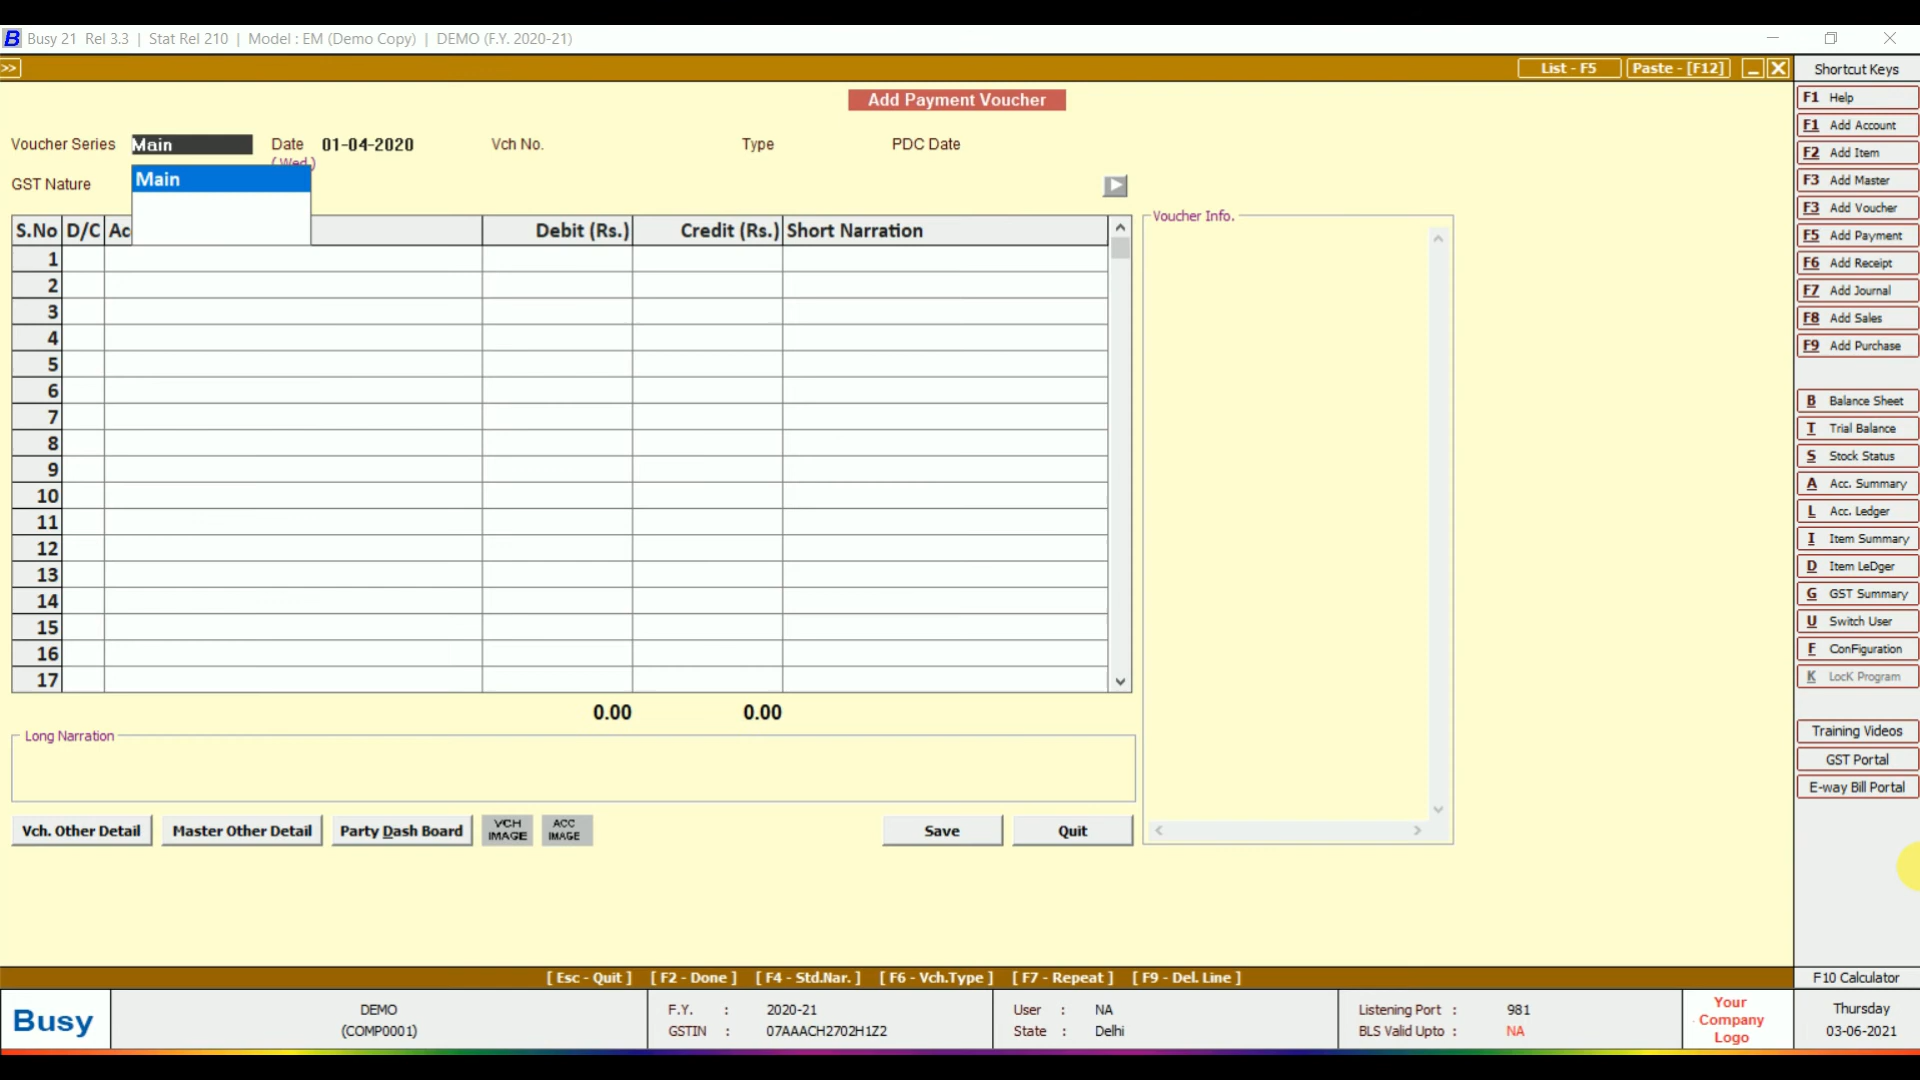 B Busy 21 Rel 3.3 | Stat Rel 210 | Model : EM (Demo Copy) | DEMO (F.Y. 2020-21)
>> List - F5 Paste - [F12] Shortcut Keys
Add Payment Voucher
Voucher Series Main Date 01-04-2020 Vch No. Type PDC Date
( Wed )
GST Nature Main
S.No D/C Ac Debit (Rs.) Credit (Rs.) Short Narration
1
2
3
4
5
6
7
8
9
10
11
12
13
14
15
16
17
0.00 0.00
Long Narration
Vch. Other Detail Master Other Detail Party Dash Board VCH IMAGE ACC IMAGE Save Quit
Voucher Info.
F1 Help
F1 Add Account
F2 Add Item
F3 Add Master
F3 Add Voucher
F5 Add Payment
F6 Add Receipt
F7 Add Journal
F8 Add Sales
F9 Add Purchase
B Balance Sheet
T Trial Balance
S Stock Status
A Acc. Summary
L Acc. Ledger
I Item Summary
D Item LeDger
G GST Summary
U Switch User
F ConFiguration
K LocK Program
Training Videos
GST Portal
E-way Bill Portal
[ Esc - Quit ] [ F2 - Done ] [ F4 - Std.Nar. ] [ F6 - Vch.Type ] [ F7 - Repeat ] [ F9 - Del. Line ] F10 Calculator
Busy
DEMO
(COMP0001)
F.Y. : 2020-21
GSTIN : 07AAACH2702H1Z2
User : NA
State : Delhi
Listening Port : 981
BLS Valid Upto : NA
Your
Company
Logo
Thursday
03-06-2021